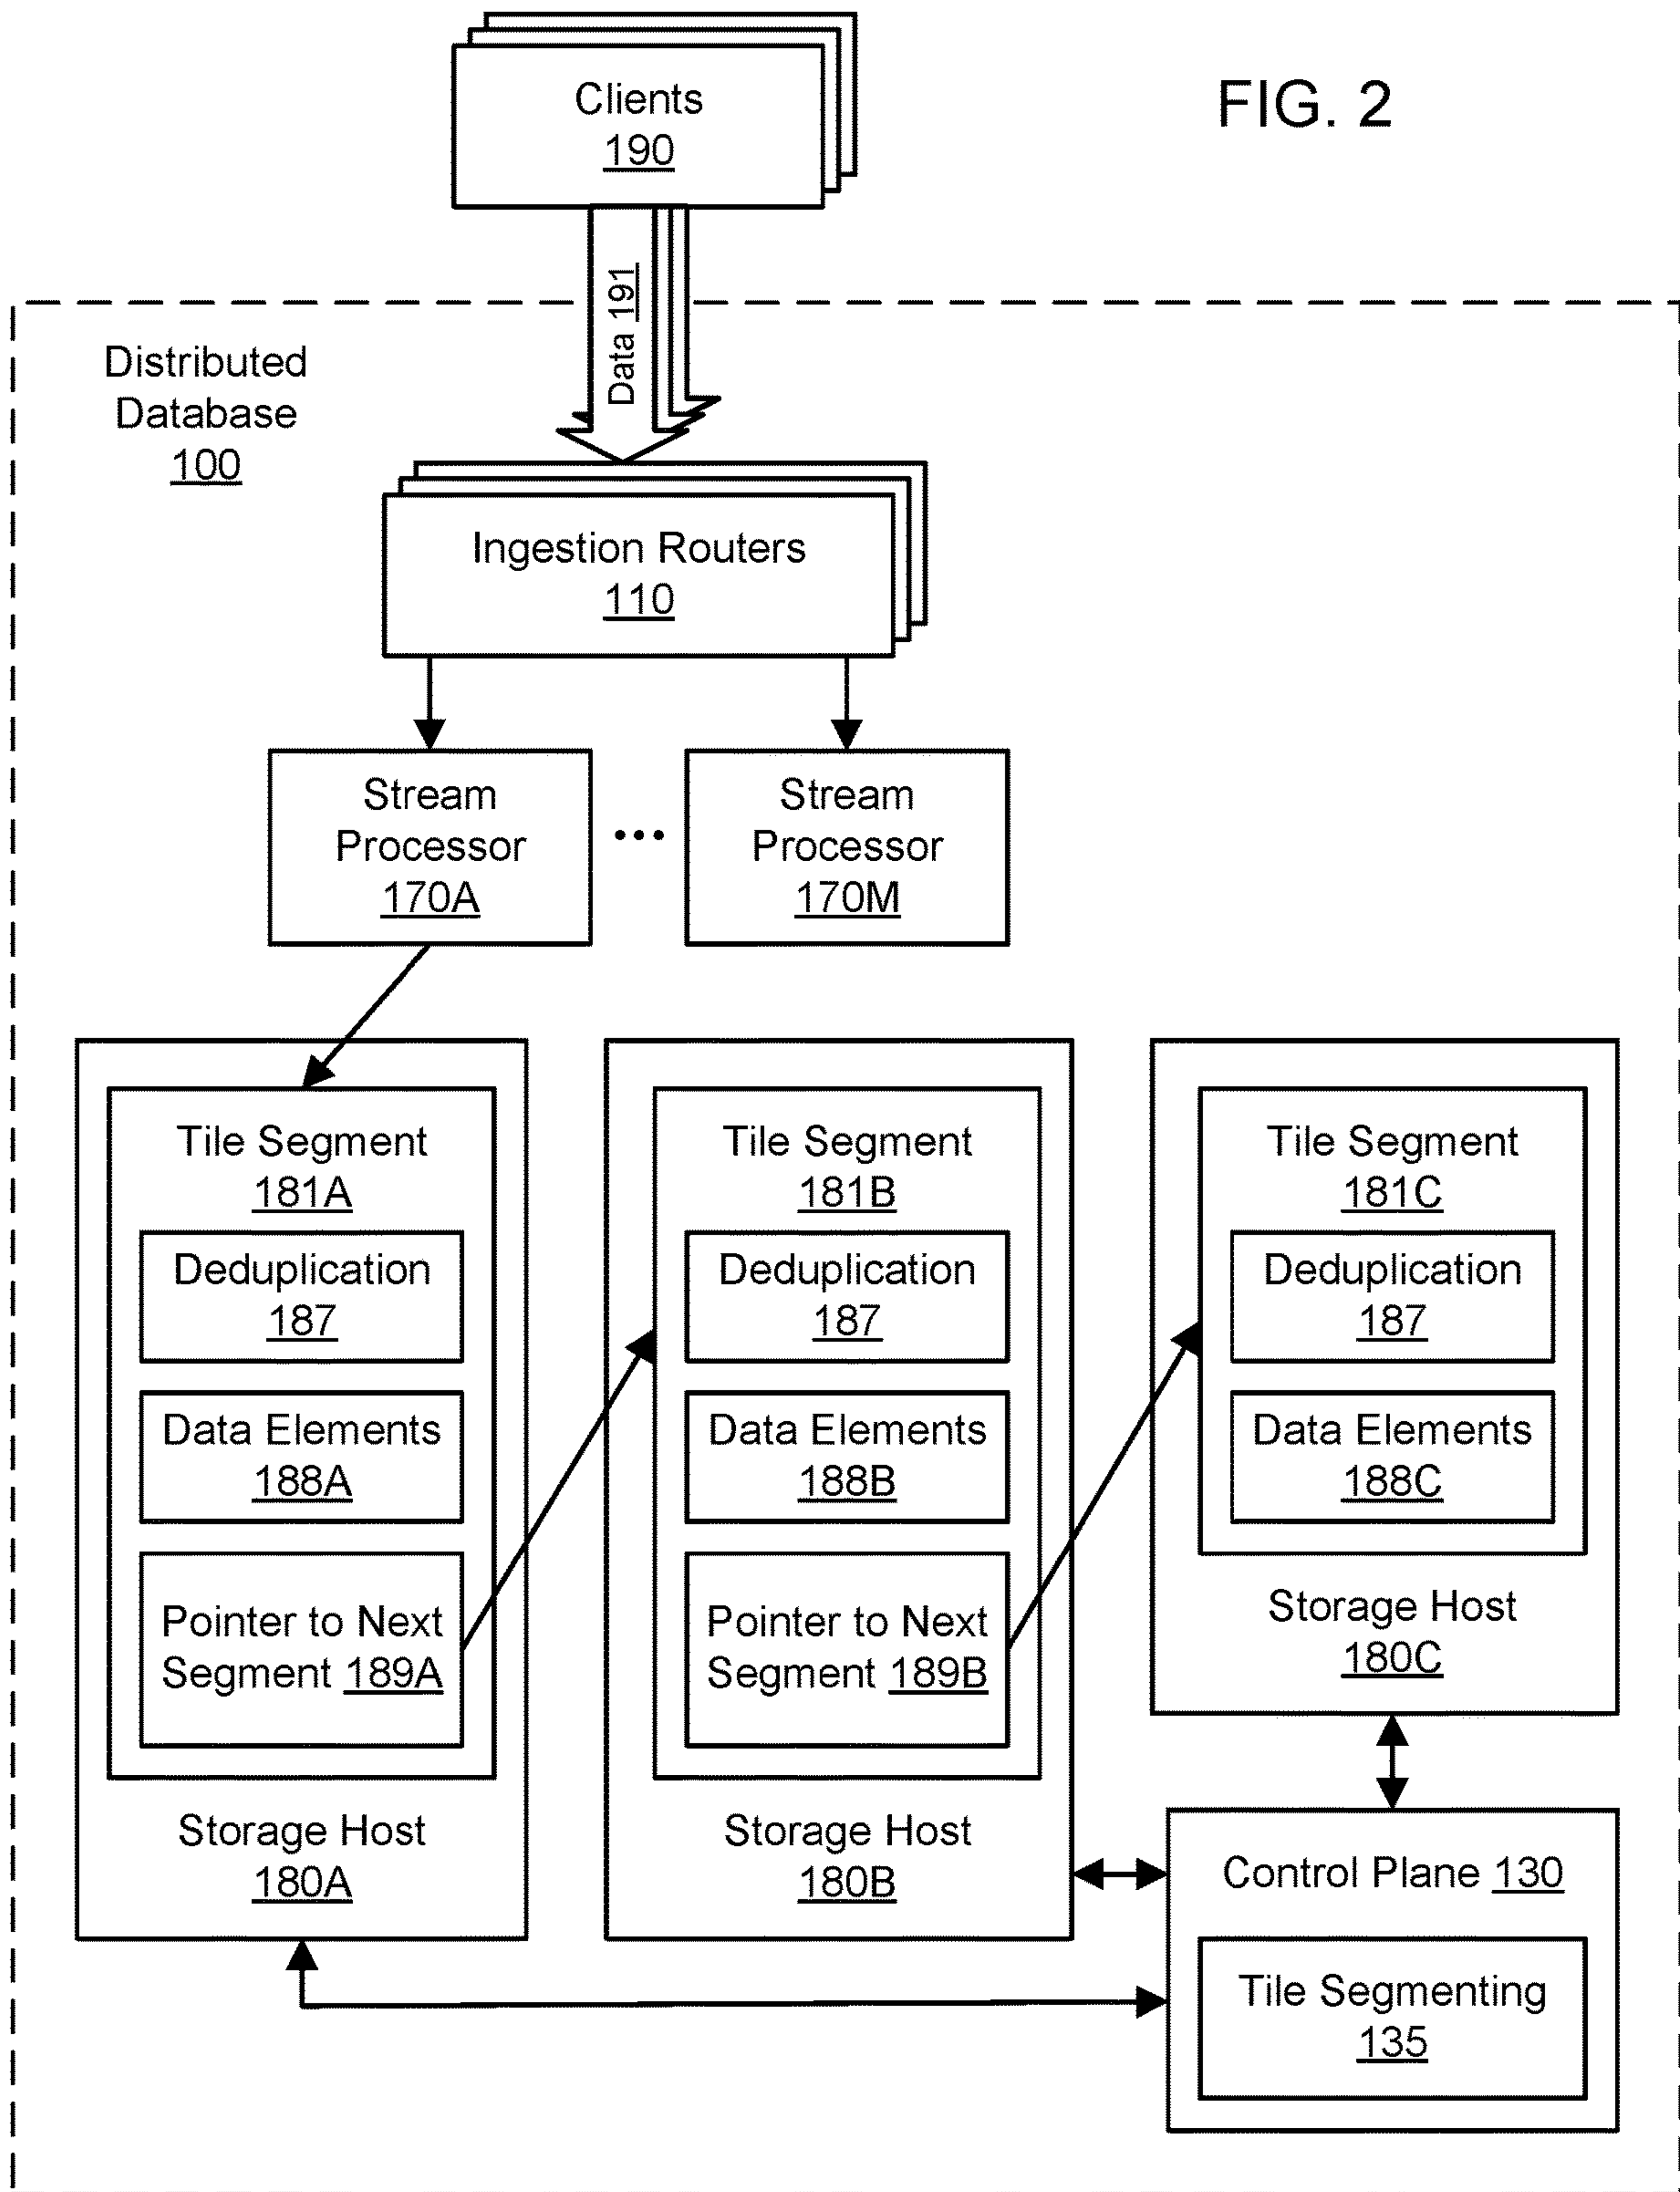 FIG. 2
Clients
190
Data 191
Distributed
Database
100
Ingestion Routers
110
Stream
Processor
170A
...
Stream
Processor
170M
Tile Segment
181A
Deduplication
187
Data Elements
188A
Pointer to Next
Segment 189A
Storage Host
180A
Tile Segment
181B
Deduplication
187
Data Elements
188B
Pointer to Next
Segment 189B
Storage Host
180B
Tile Segment
181C
Deduplication
187
Data Elements
188C
Storage Host
180C
Control Plane 130
Tile Segmenting
135